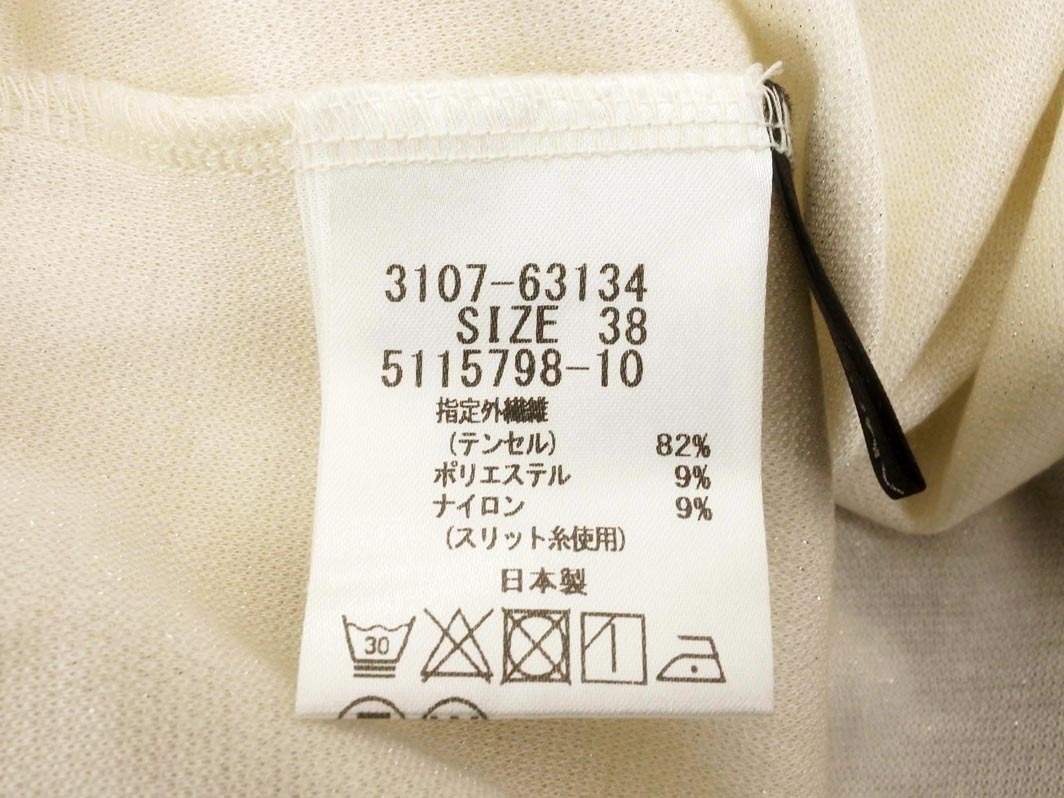 3107-63134
SIZE 38
5115798-10
指定外繊維
(テンセル) 82%
ポリエステル 9%
ナイロン 9%
(スリット糸使用)
日本製
30